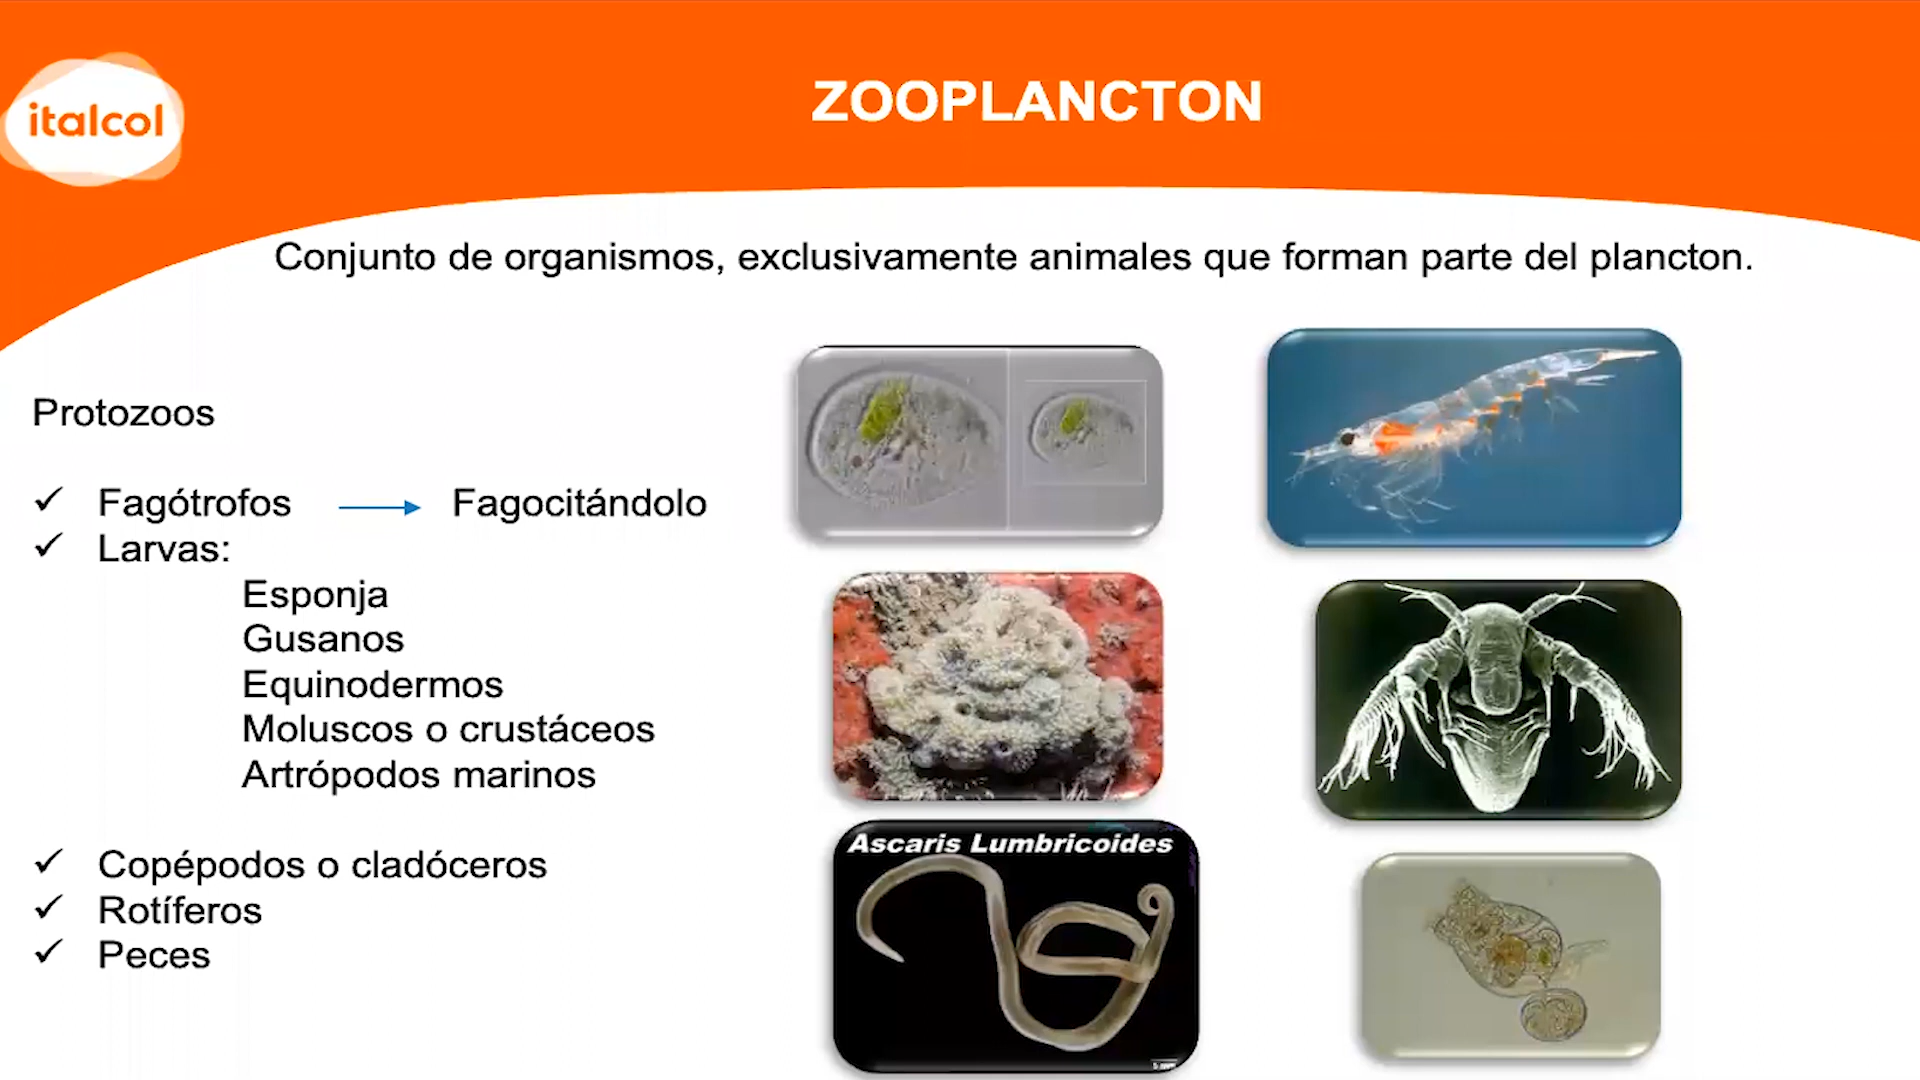 italcol
ZOOPLANCTON
Conjunto de organismos, exclusivamente animales que forman parte del plancton.
Protozoos
✓ Fagótrofos → Fagocitándolo
✓ Larvas:
Esponja
Gusanos
Equinodermos
Moluscos o crustáceos
Artrópodos marinos
✓ Copépodos o cladóceros
✓ Rotíferos
✓ Peces
Ascaris Lumbricoides